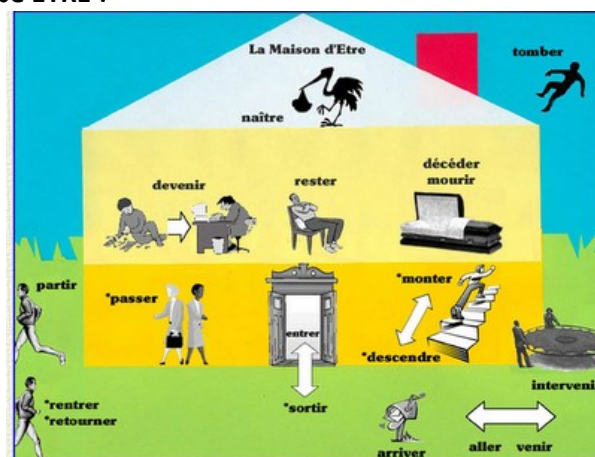 La Maison d'Etre
tomber
naître
devenir
rester
décéder
mourir
partir
*passer
*monter
entrer
*descendre
*rentrer
*retourner
*sortir
arriver
aller venir